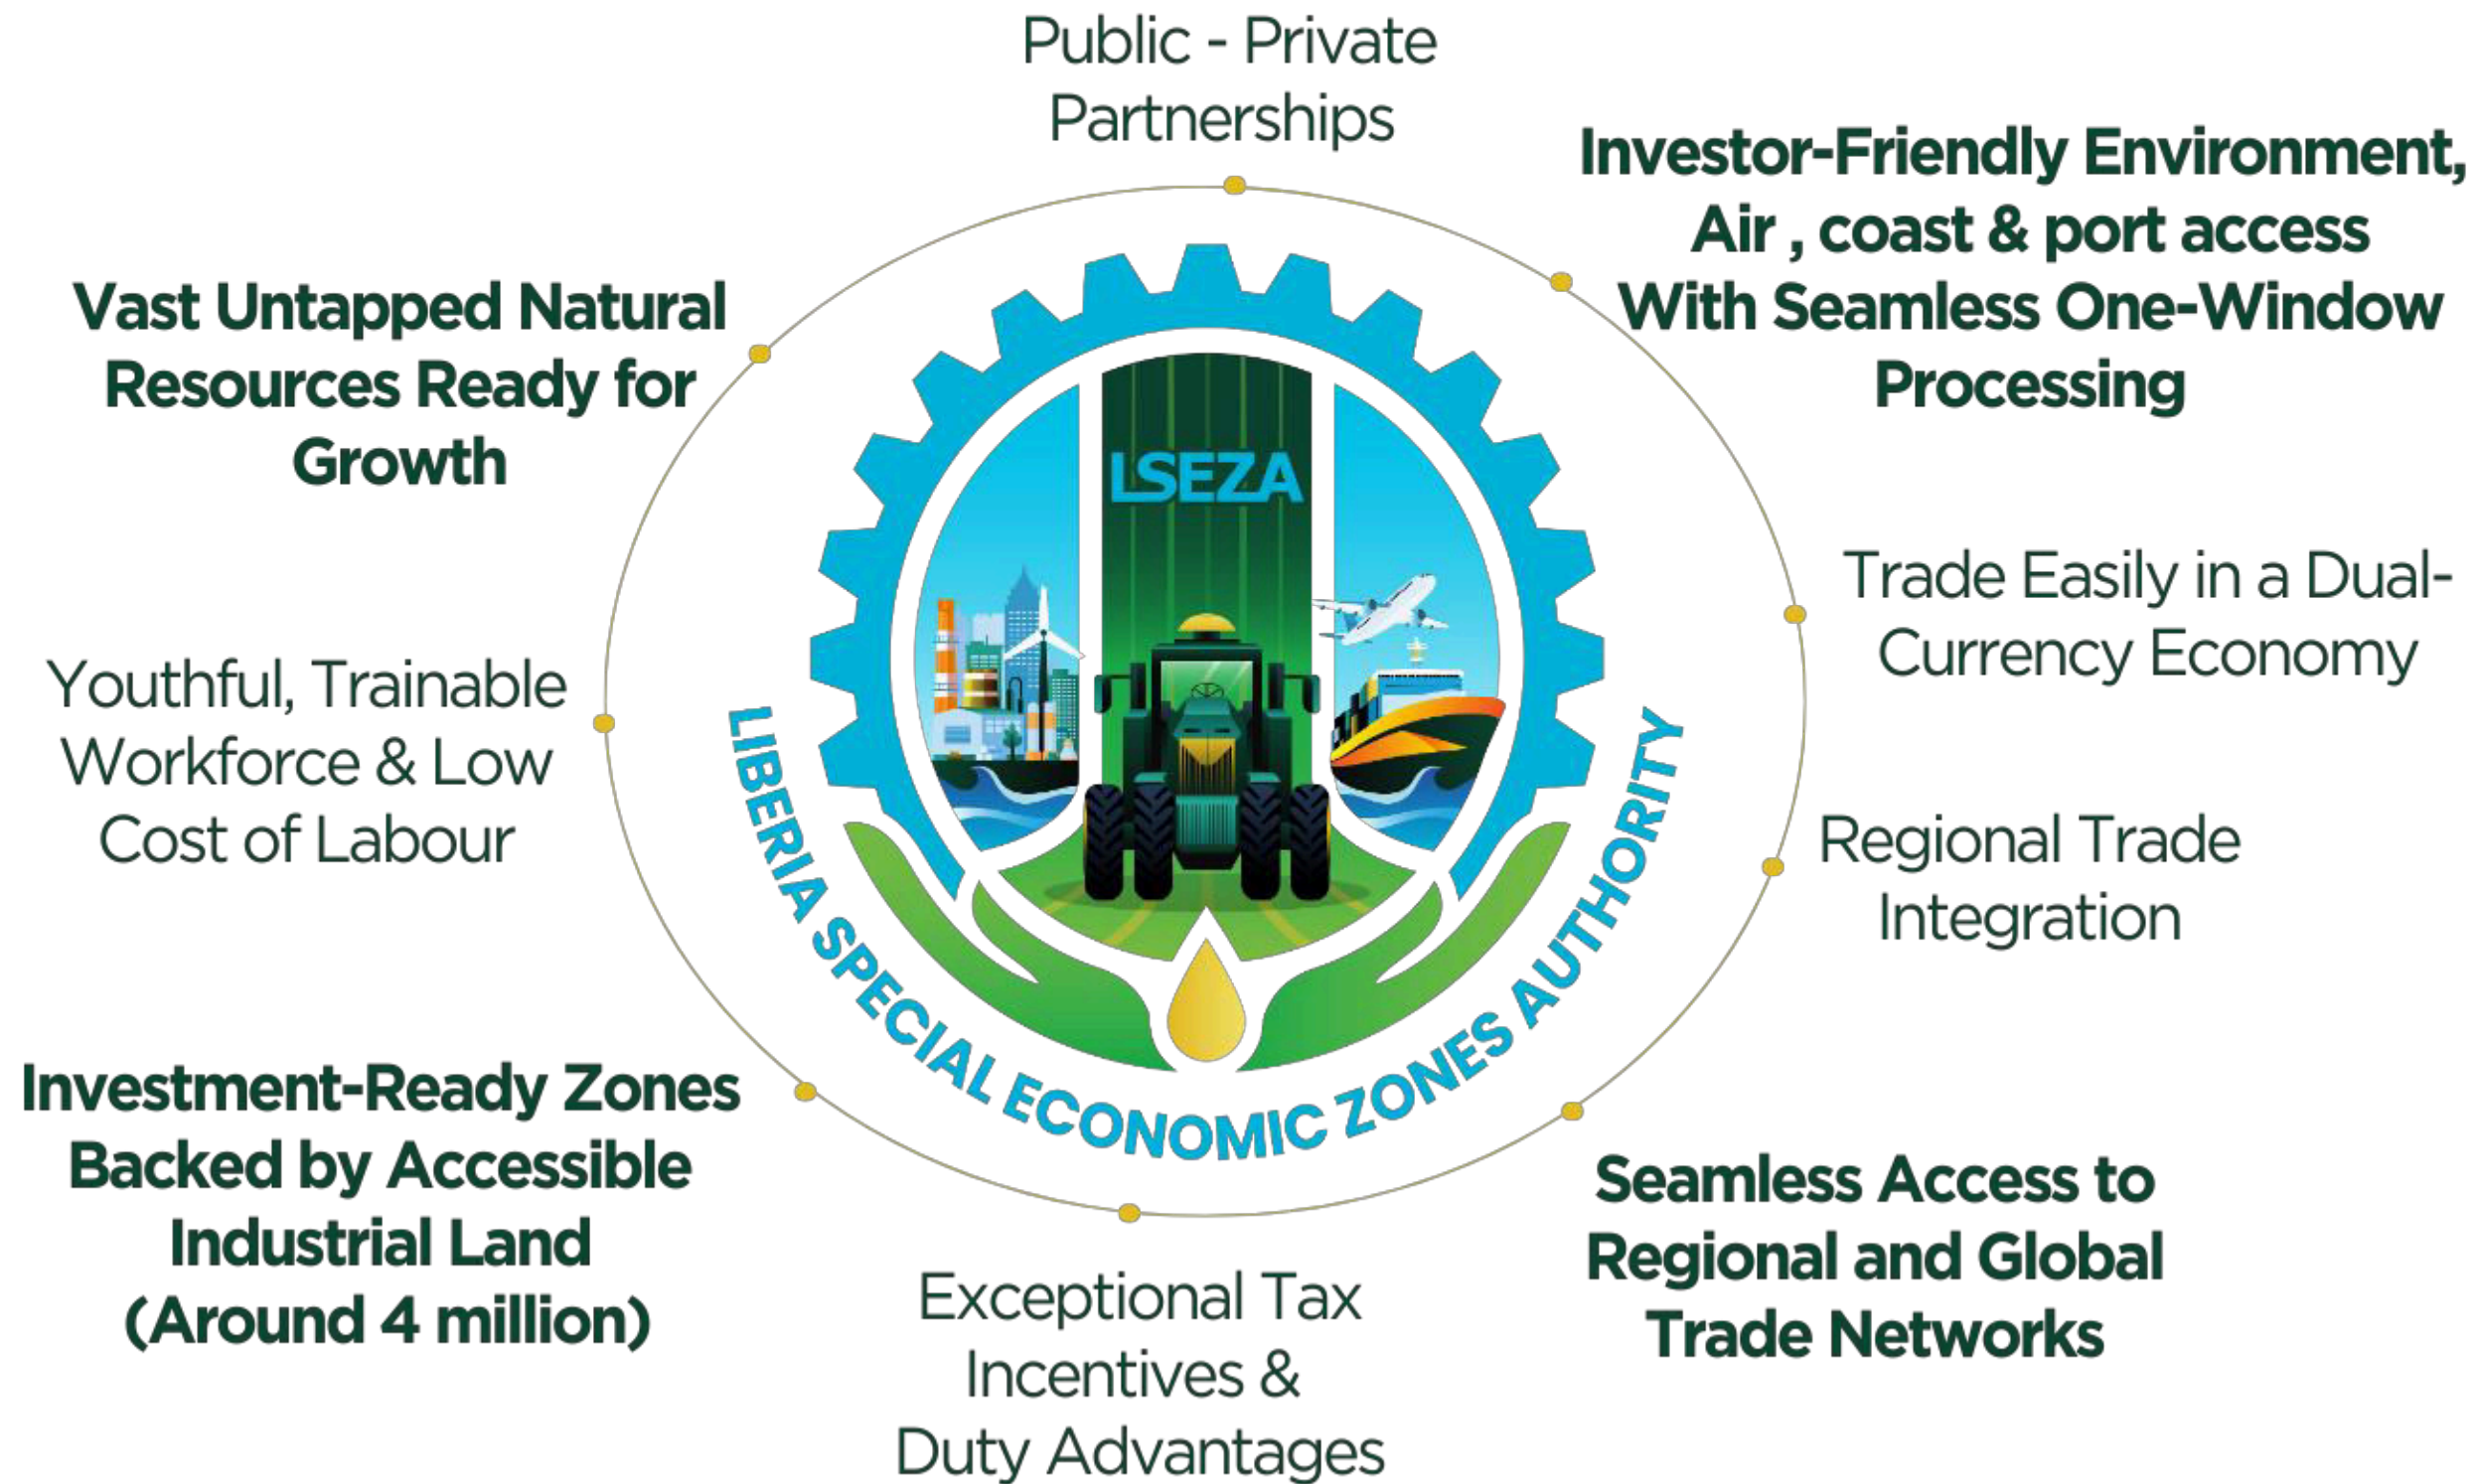 Public - Private
Partnerships
Investor-Friendly Environment,
Air , coast & port access
With Seamless One-Window
Processing
Trade Easily in a Dual-
Currency Economy
Regional Trade
Integration
Seamless Access to
Regional and Global
Trade Networks
Exceptional Tax
Incentives &
Duty Advantages
Investment-Ready Zones
Backed by Accessible
Industrial Land
(Around 4 million)
Youthful, Trainable
Workforce & Low
Cost of Labour
Vast Untapped Natural
Resources Ready for
Growth
LSEZA
LIBERIA SPECIAL ECONOMIC ZONES AUTHORITY